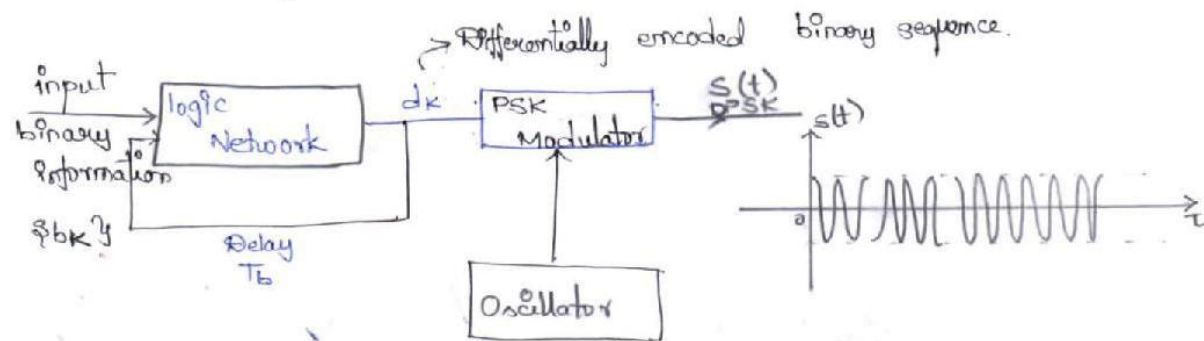 Differentially encoded binary sequence.
input
binary
information
{bk}
logic
Network
dk
PSK
Modulator
S(t)
DPSK
S(t)
0
Delay
Tb
Oscillator